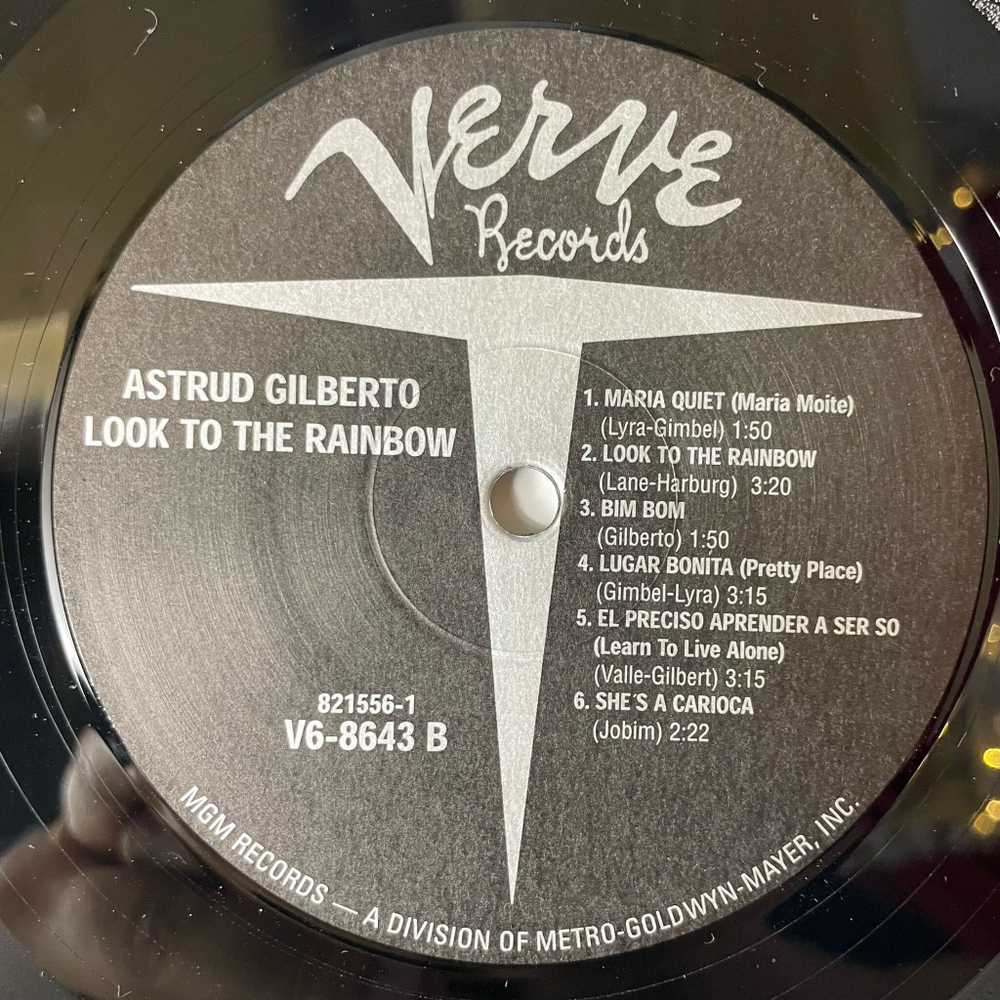 Verve
Records
ASTRUD GILBERTO
LOOK TO THE RAINBOW
1. MARIA QUIET (Maria Moite)
(Lyra-Gimbel) 1:50
2. LOOK TO THE RAINBOW
(Lane-Harburg) 3:20
3. BIM BOM
(Gilberto) 1:50
4. LUGAR BONITA (Pretty Place)
(Gimbel-Lyra) 3:15
5. EL PRECISO APRENDER A SER SO
(Learn To Live Alone)
(Valle-Gilbert) 3:15
6. SHE'S A CARIOCA
(Jobim) 2:22
821556-1
V6-8643 B
MGM RECORDS — A DIVISION OF METRO-GOLDWYN-MAYER, INC.